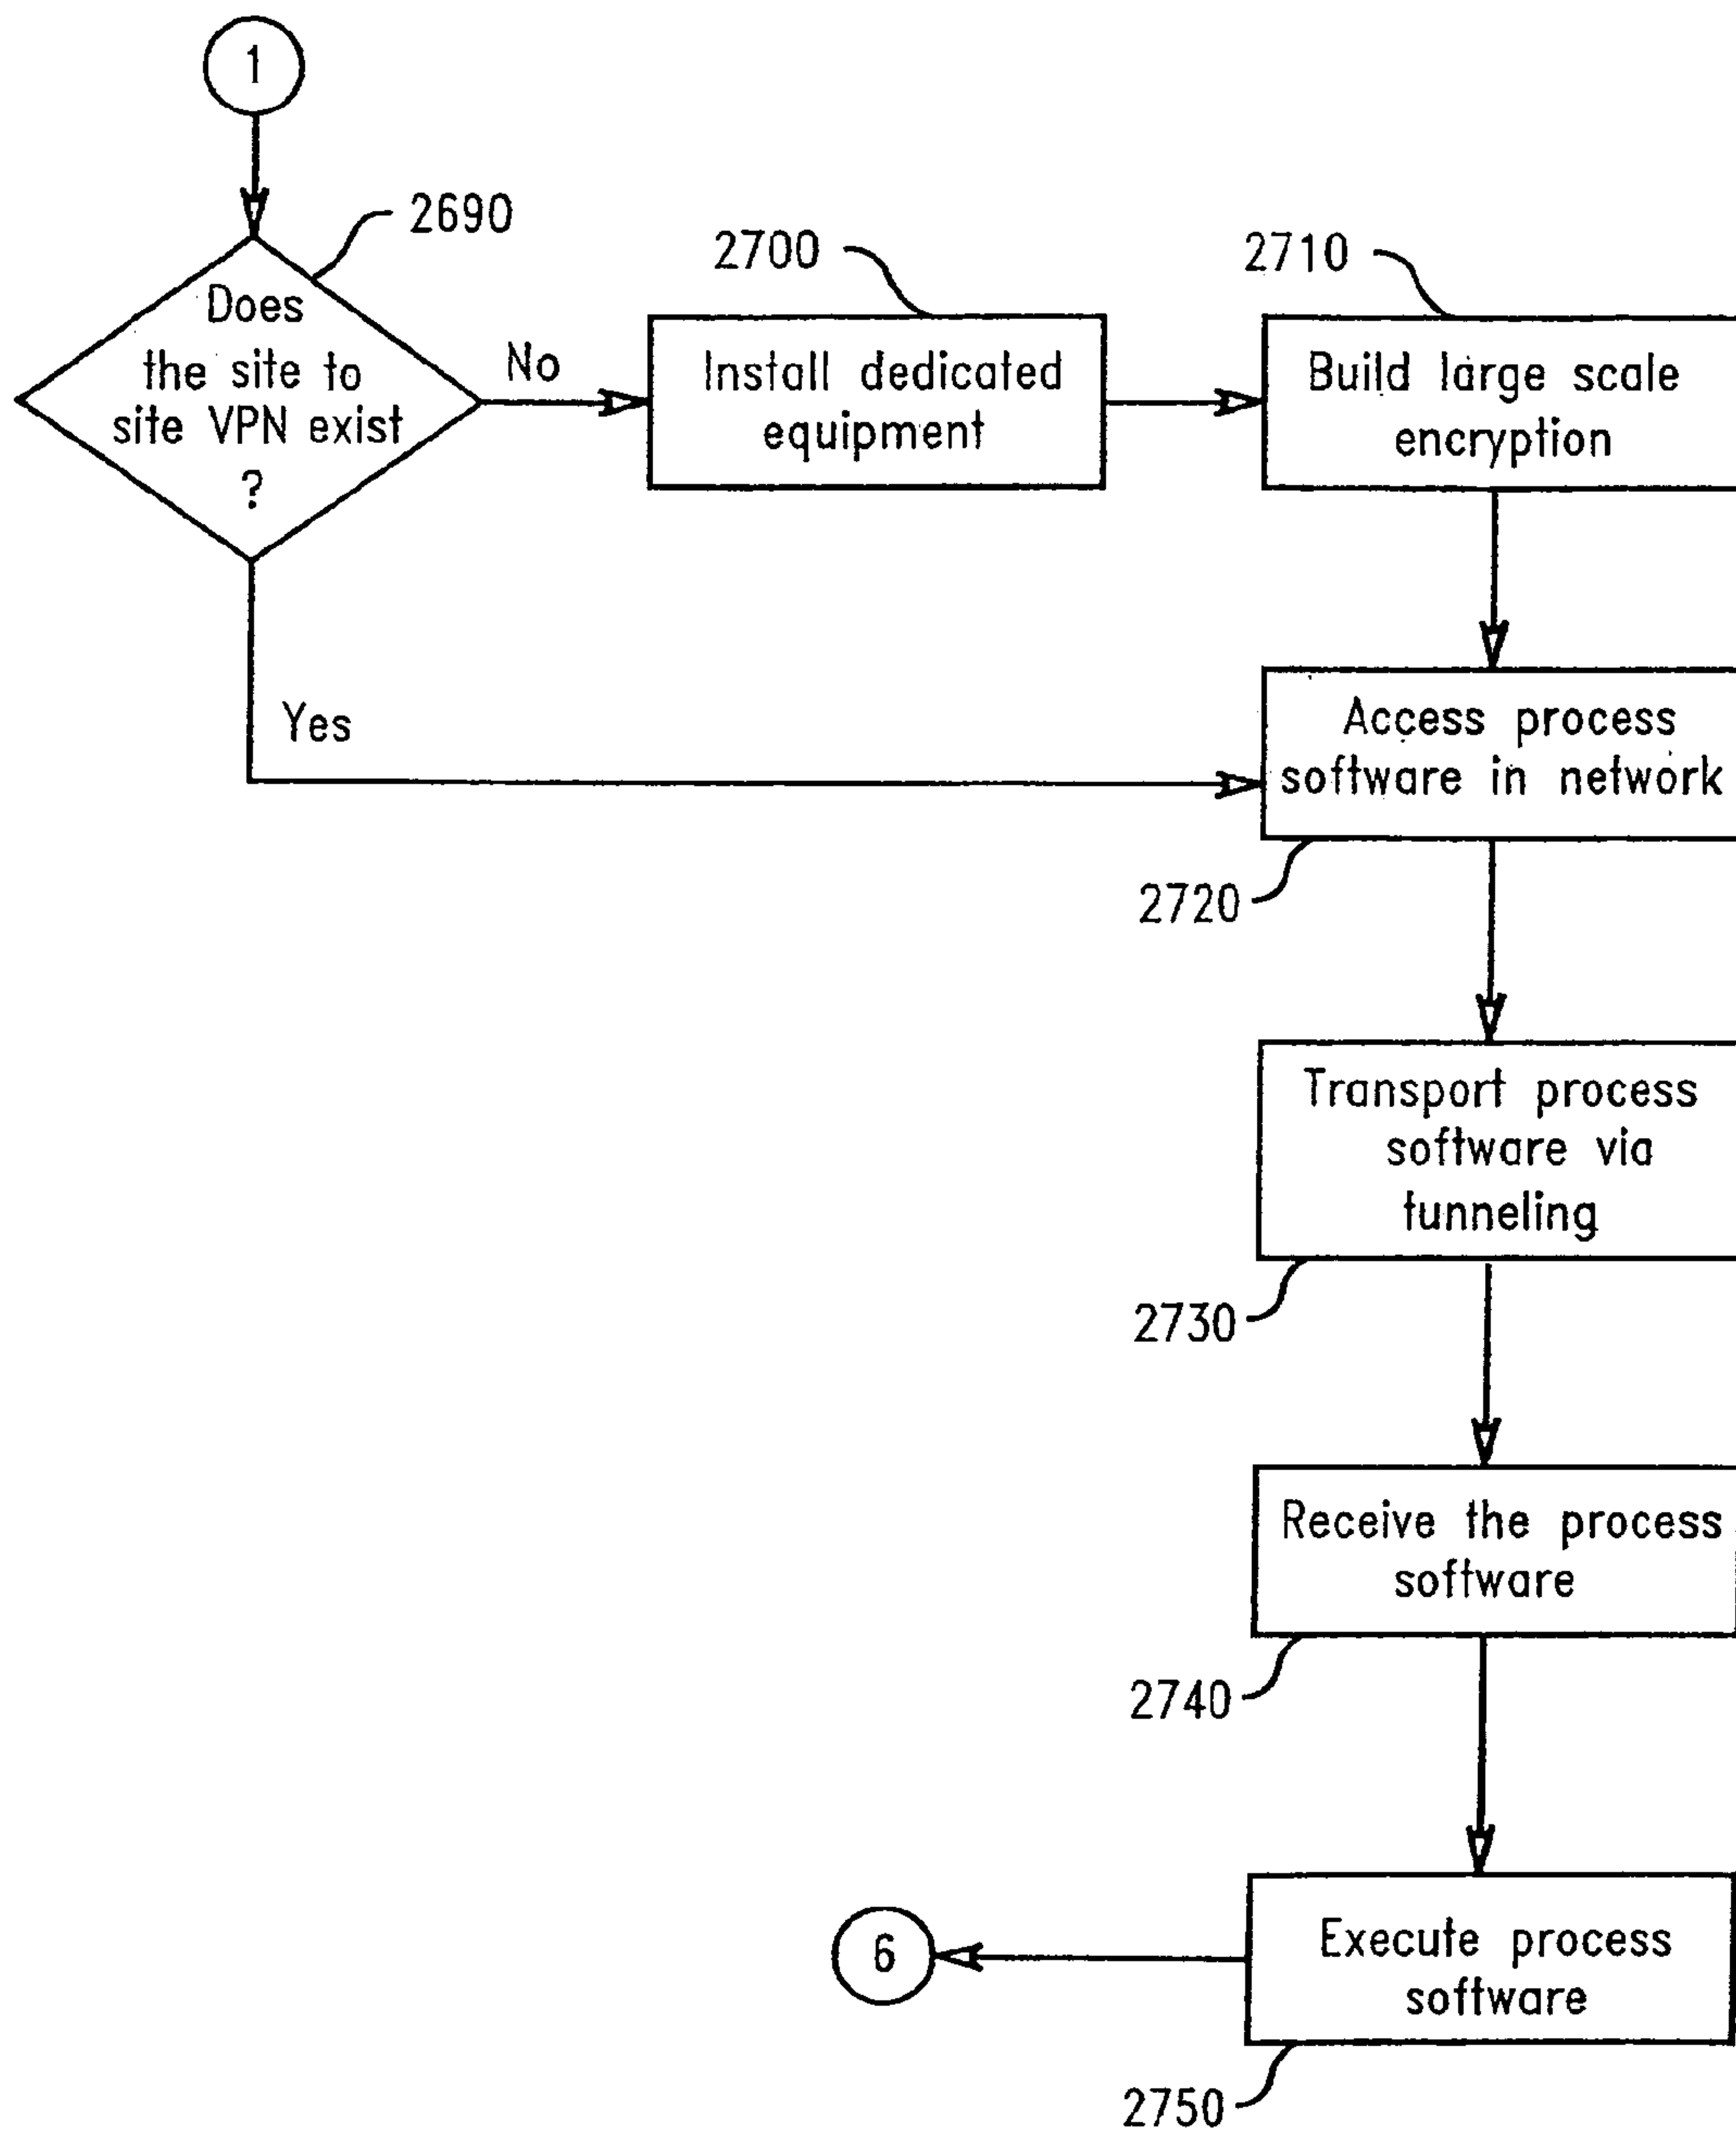 1
2690
Does
the site to
site VPN exist
?
No
Yes
2700
Install dedicated
equipment
2710
Build large scale
encryption
Access process
software in network
2720
Transport process
software via
tunneling
2730
Receive the process
software
2740
Execute process
software
2750
6